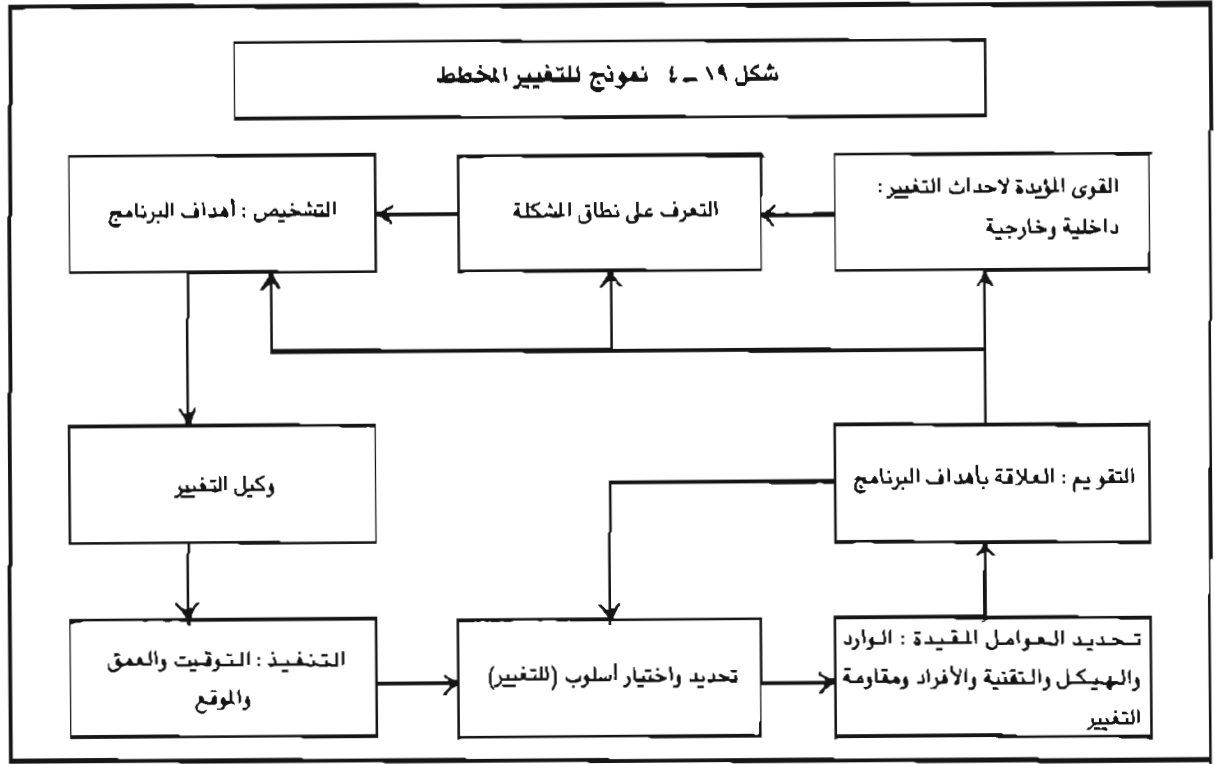 شكل ١٩ – ٤ نموذج للتغيير المخطط
القوى المؤيدة لاحداث التغيير :
داخلية وخارجية
التعرف على نطاق المشكلة
التشخيص : أهداف البرنامج
وكيل التغيير
التقويم : العلاقة بأهداف البرنامج
التنفيذ : التوقيت والعمق
والموقع
تحديد واختيار أسلوب (للتغيير)
تحديد العوامل المقيدة : الوارد
والهيكل والتقنية والأفراد ومقاومة
التغيير